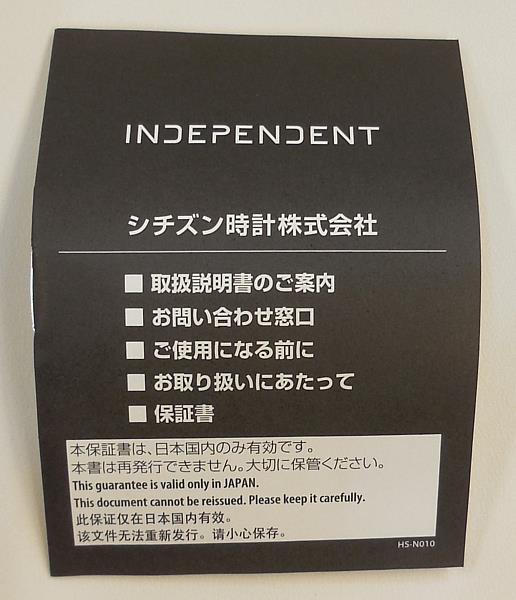 INDEPENDENT
シチズン時計株式会社
■ 取扱説明書のご案内
■ お問い合わせ窓口
■ ご使用になる前に
■ お取り扱いにあたって
■ 保証書
本保証書は、日本国内のみ有効です。
本書は再発行できません。大切に保管ください。
This guarantee is valid only in JAPAN.
This document cannot be reissued. Please keep it carefully.
此保证仅在日本国内有效。
该文件无法重新发行。请小心保存。
HS-N010